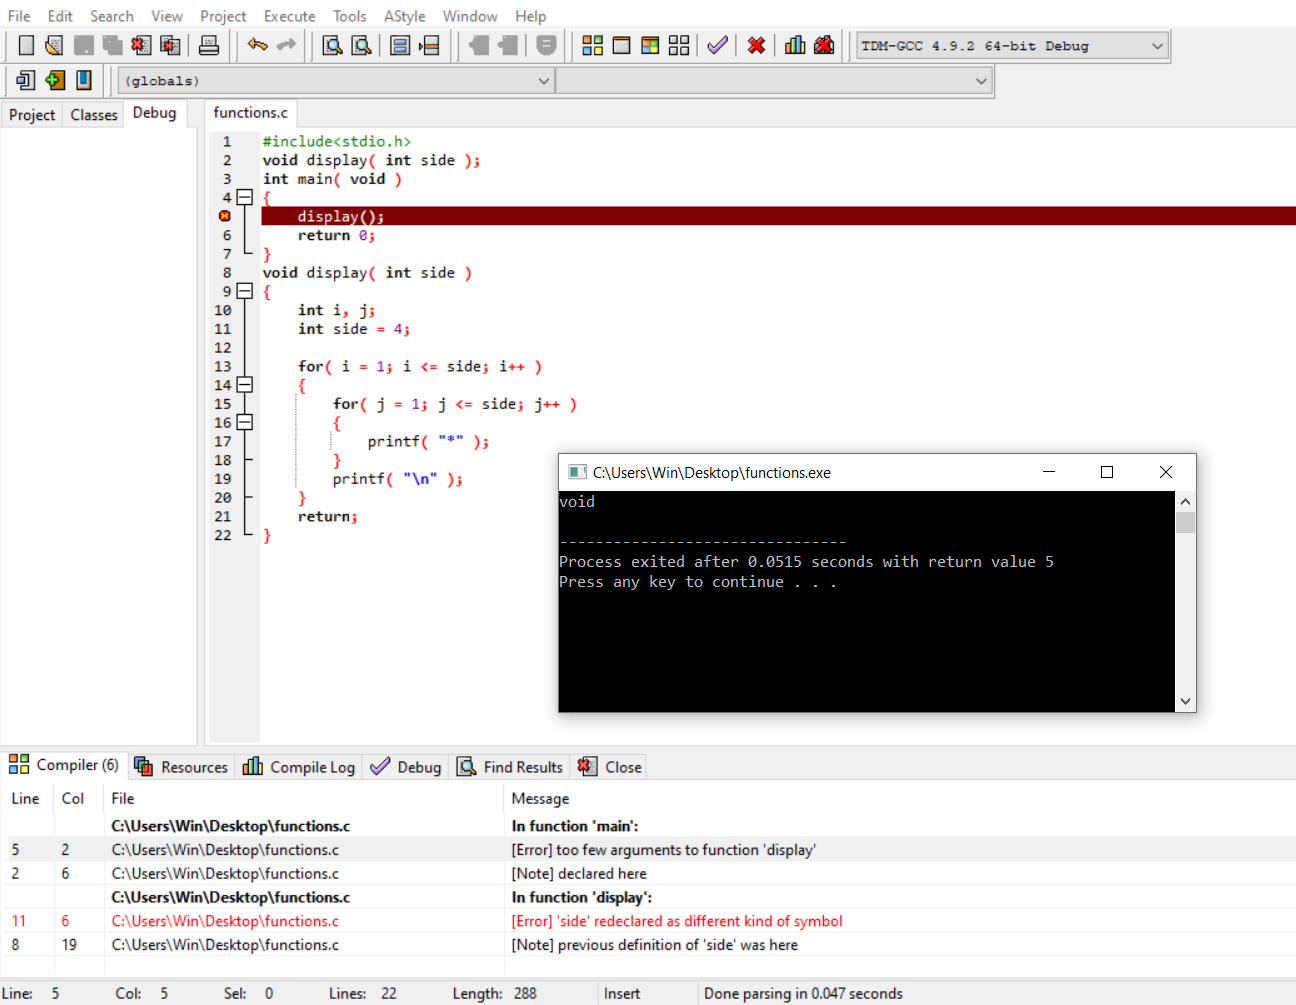 File Edit Search View Project Execute Tools AStyle Window Help
TDM-GCC 4.9.2 64-bit Debug
(globals)
Project Classes Debug functions.c
1 #include<stdio.h>
2 void display( int side );
3 int main( void )
4 {
display();
6 return 0;
7 }
8 void display( int side )
9 {
10 int i, j;
11 int side = 4;
12
13 for( i = 1; i <= side; i++ )
14 {
15 for( j = 1; j <= side; j++ )
16 {
17 printf( "*" );
18 }
19 printf( "\n" );
20 }
21 return;
22 }
C:\Users\Win\Desktop\functions.exe
void
--------------------------------
Process exited after 0.0515 seconds with return value 5
Press any key to continue . . .
Compiler (6) Resources Compile Log Debug Find Results Close
Line Col File Message
C:\Users\Win\Desktop\functions.c In function 'main':
5 2 C:\Users\Win\Desktop\functions.c [Error] too few arguments to function 'display'
2 6 C:\Users\Win\Desktop\functions.c [Note] declared here
C:\Users\Win\Desktop\functions.c In function 'display':
11 6 C:\Users\Win\Desktop\functions.c [Error] 'side' redeclared as different kind of symbol
8 19 C:\Users\Win\Desktop\functions.c [Note] previous definition of 'side' was here
Line: 5 Col: 5 Sel: 0 Lines: 22 Length: 288 Insert Done parsing in 0.047 seconds